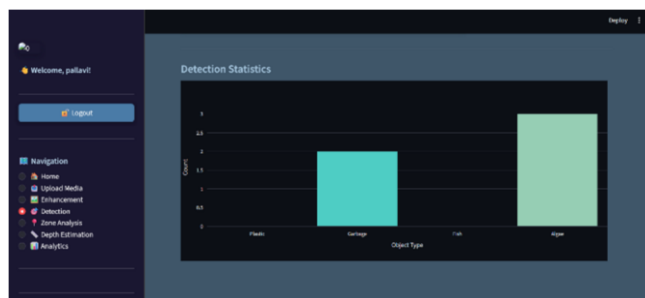 Deploy
Welcome, pallavi!
Logout
Navigation
Home
Upload Media
Enhancement
Detection
Zone Analysis
Depth Estimation
Analytics
Detection Statistics
Count
3
2.5
2
1.5
1
0.5
0
Plastic Garbage Fish Algae
Object Type